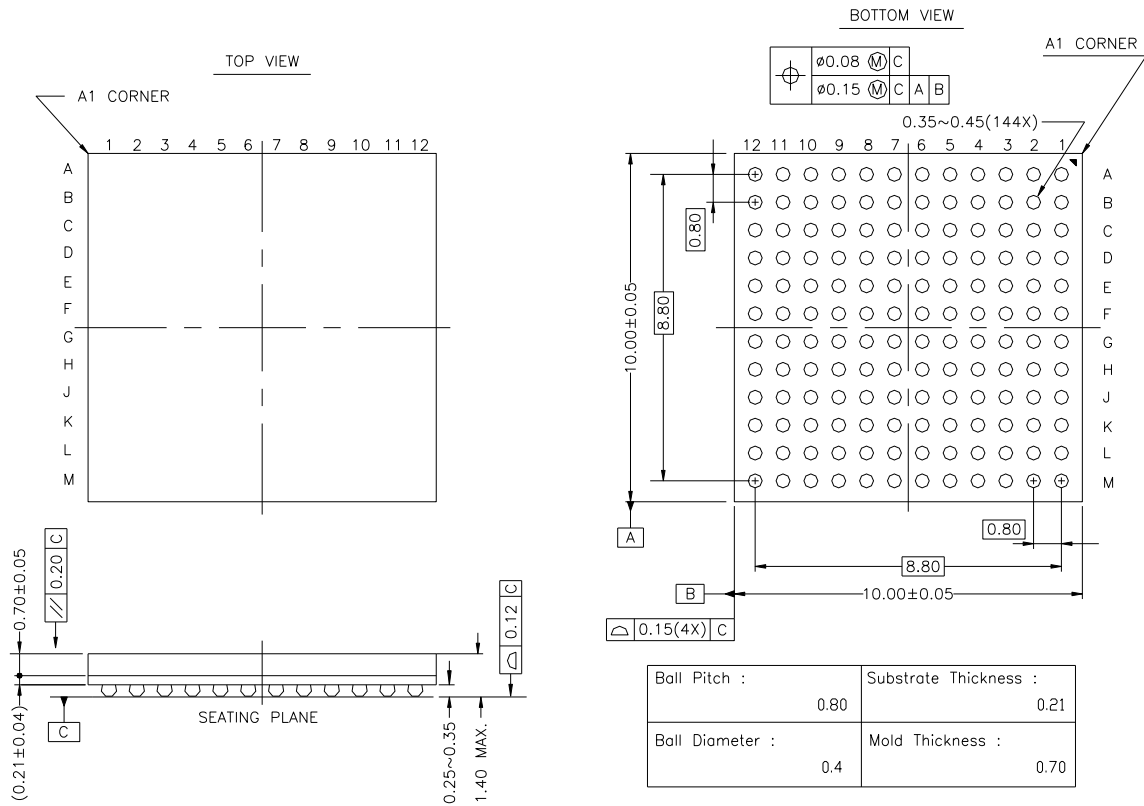 BOTTOM VIEW
TOP VIEW
A1 CORNER
A1 CORNER
⌀0.08 Ⓜ C
⌀0.15 Ⓜ C A B
0.35~0.45(144X)
1 2 3 4 5 6 7 8 9 10 11 12
A
B
C
D
E
F
G
H
J
K
L
M
12 11 10 9 8 7 6 5 4 3 2 1
A
B
C
D
E
F
G
H
J
K
L
M
0.80
8.80
10.00±0.05
A
0.80
8.80
B
10.00±0.05
⌓ 0.15(4X) C
// 0.20 C
0.70±0.05
(0.21±0.04)
C
SEATING PLANE
⌓ 0.12 C
0.25~0.35
1.40 MAX.
Ball Pitch : 0.80
Substrate Thickness : 0.21
Ball Diameter : 0.4
Mold Thickness : 0.70